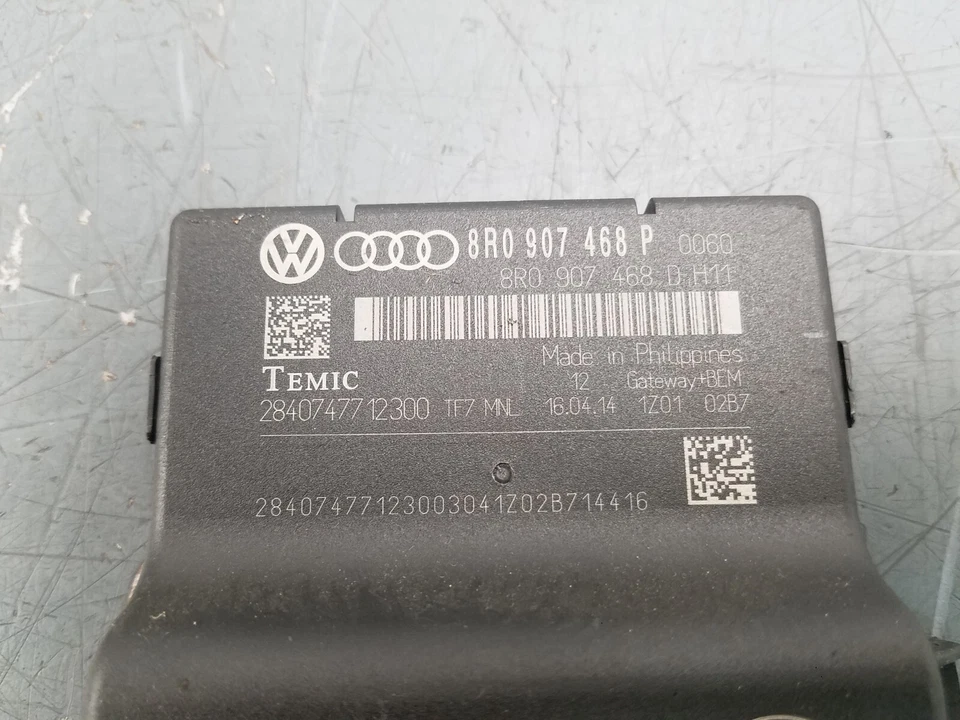 8R0 907 468 P 0060
8R0 907 468 D H11
Made in Philippines
TEMIC 12 Gateway+BEM
2840747712300 TF7 MNL 16.04.14 1Z01 02B7
28407477123003041Z02B714416